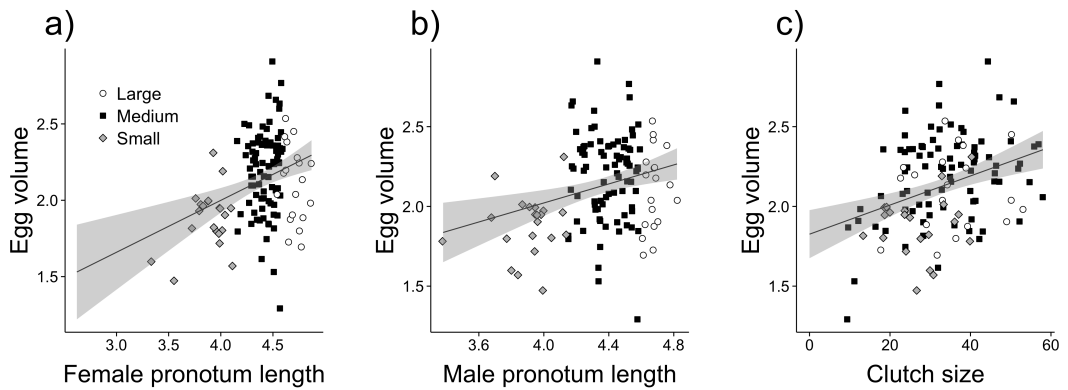 a)
Egg volume
2.5
2.0
1.5
Large
Medium
Small
3.0 3.5 4.0 4.5
Female pronotum length
b)
Egg volume
2.5
2.0
1.5
3.6 4.0 4.4 4.8
Male pronotum length
c)
Egg volume
2.5
2.0
1.5
0 20 40 60
Clutch size